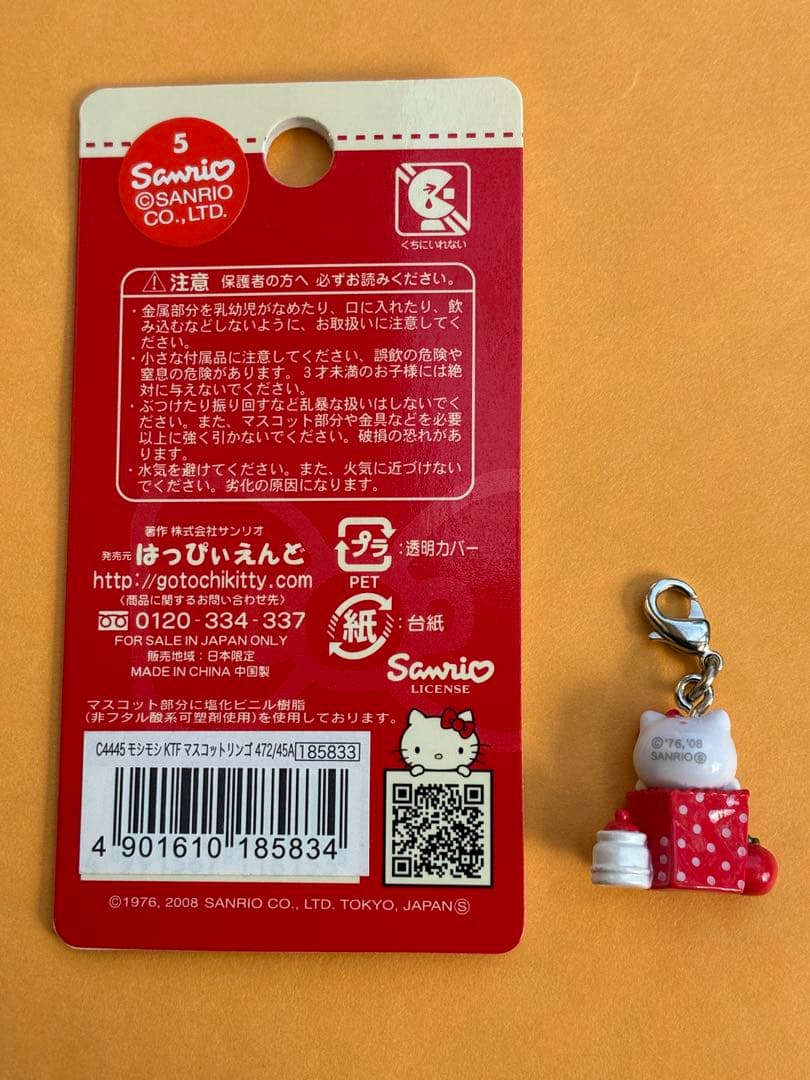 5
Sanrio
©SANRIO
CO., LTD.
くちにいれない
注意 保護者の方へ 必ずお読みください。
・金属部分を乳幼児がなめたり、口に入れたり、飲
み込むなどしないように、お取扱いに注意してく
ださい。
・小さな付属品に注意してください、誤飲の危険や
窒息の危険があります。3才未満のお子様には絶
対に与えないでください。
・ぶつけたり振り回すなど乱暴な扱いはしないでく
ださい。また、マスコット部分や金具などを必要
以上に強く引かないでください。破損の恐れがあ
ります。
・水気を避けてください。また、火気に近づけない
でください。劣化の原因になります。
著作 株式会社サンリオ
発売元 はっぴぃえんど
http://gotochikitty.com
〈商品に関するお問い合わせ先〉
0120-334-337
FOR SALE IN JAPAN ONLY
販売地域：日本限定
MADE IN CHINA 中国製
プラ：透明カバー
PET
紙：台紙
Sanrio
LICENSE
マスコット部分に塩化ビニル樹脂
(非フタル酸系可塑剤使用)を使用しております。
C4445 モシモシ KTF マスコットリンゴ 472/45A 185833
4 901610 185834
©1976, 2008 SANRIO CO., LTD. TOKYO, JAPAN Ⓢ
©'76,'08
SANRIO Ⓢ